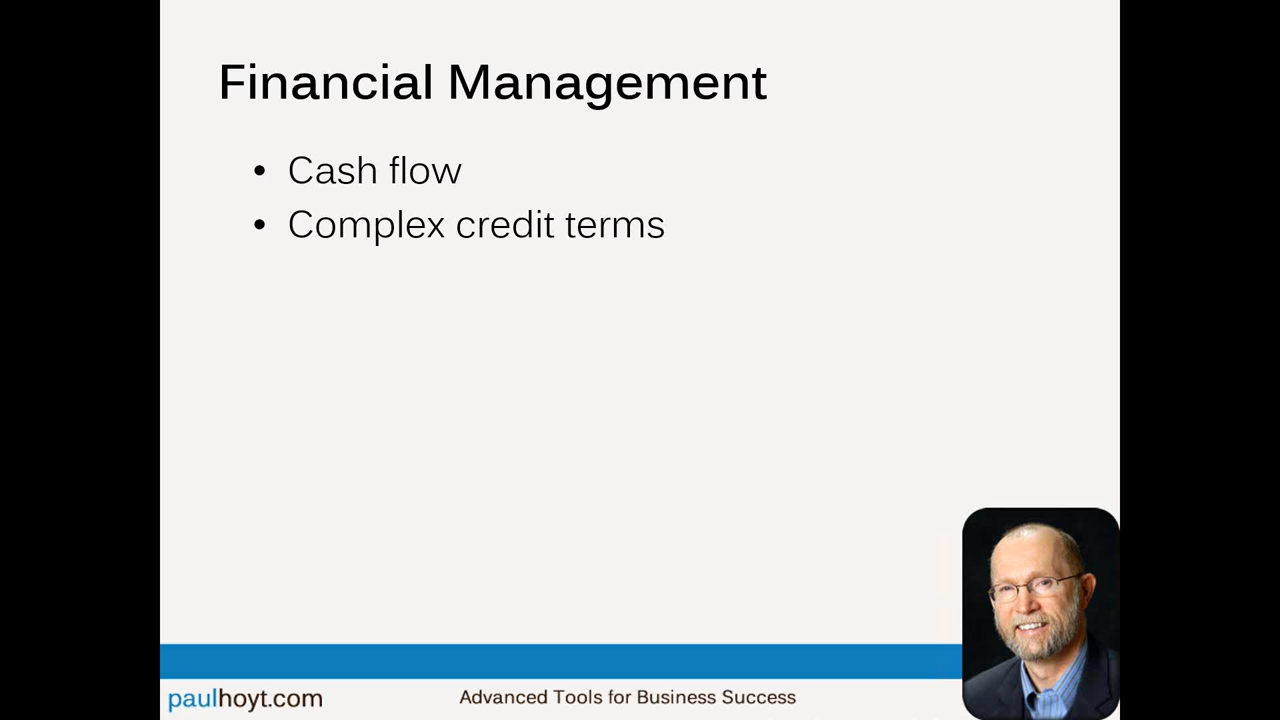 Financial Management
• Cash flow
• Complex credit terms
paulhoyt.com
Advanced Tools for Business Success